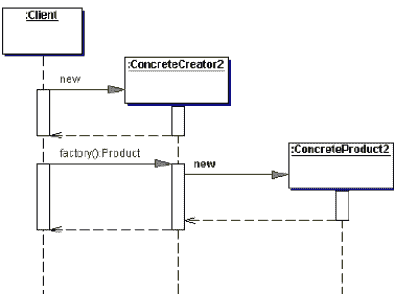 :Client
:ConcreteCreator2
new
factory():Product
new
:ConcreteProduct2